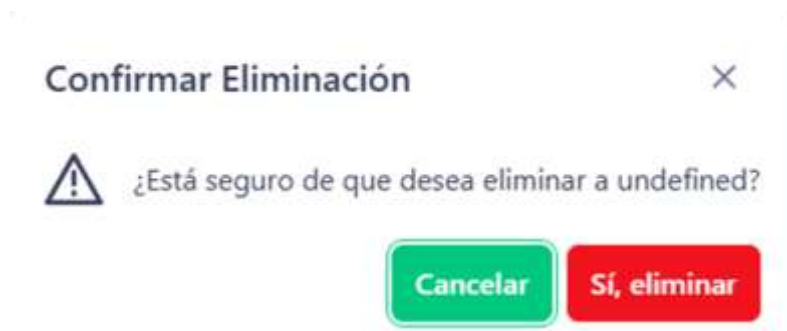 Confirmar Eliminación
¿Está seguro de que desea eliminar a undefined?
Cancelar
Sí, eliminar